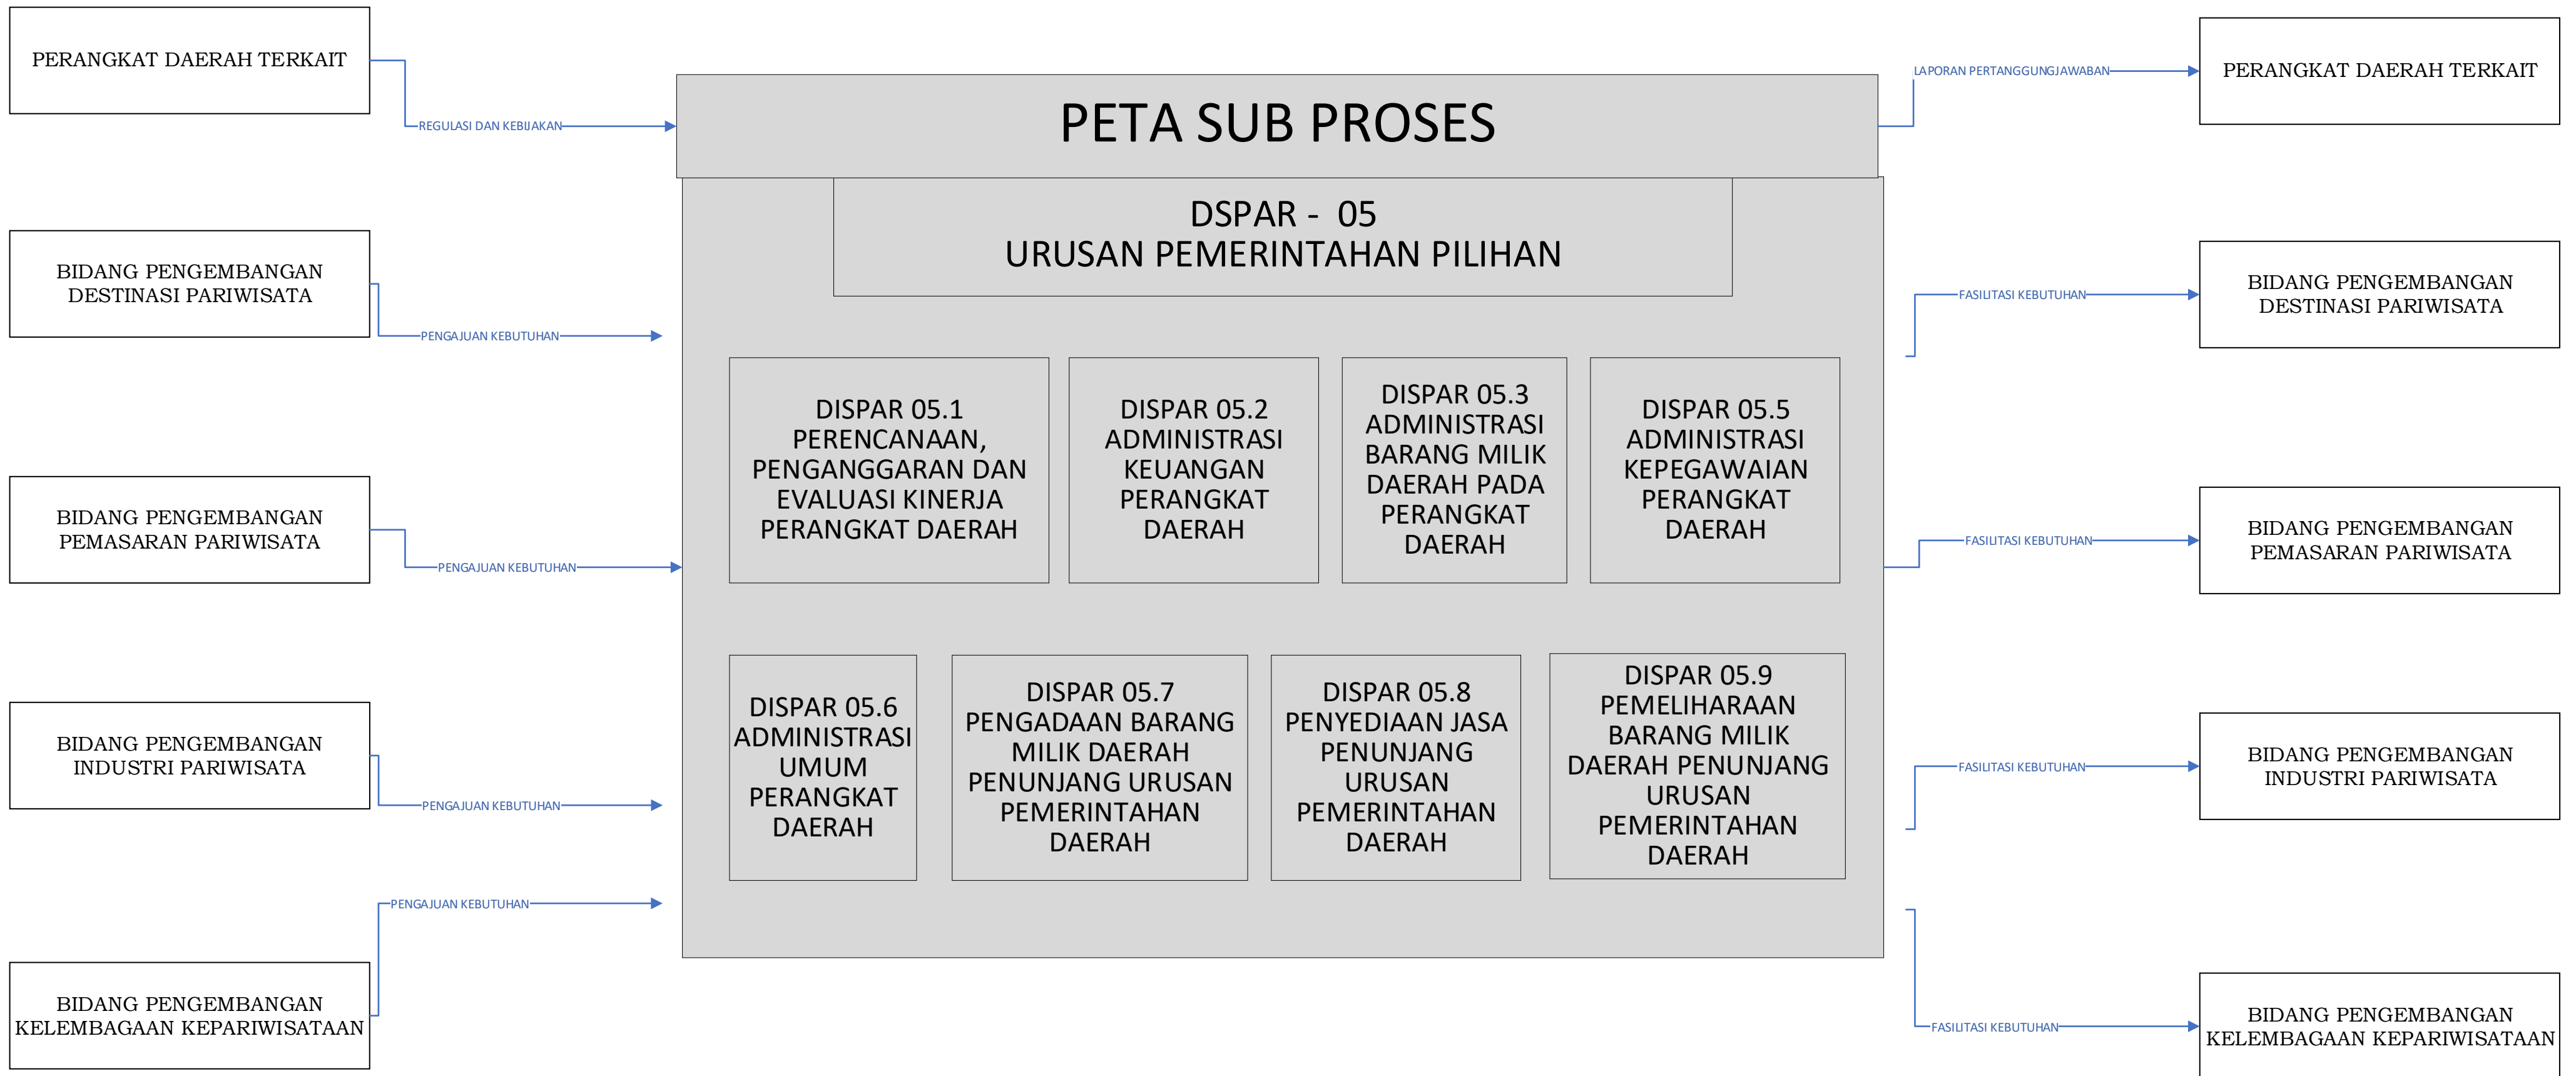 PERANGKAT DAERAH TERKAIT
REGULASI DAN KEBIJAKAN
BIDANG PENGEMBANGAN
DESTINASI PARIWISATA
PENGAJUAN KEBUTUHAN
BIDANG PENGEMBANGAN
PEMASARAN PARIWISATA
PENGAJUAN KEBUTUHAN
BIDANG PENGEMBANGAN
INDUSTRI PARIWISATA
PENGAJUAN KEBUTUHAN
PENGAJUAN KEBUTUHAN
BIDANG PENGEMBANGAN
KELEMBAGAAN KEPARIWISATAAN
PETA SUB PROSES
DSPAR - 05
URUSAN PEMERINTAHAN PILIHAN
DISPAR 05.1
PERENCANAAN,
PENGANGGARAN DAN
EVALUASI KINERJA
PERANGKAT DAERAH
DISPAR 05.2
ADMINISTRASI
KEUANGAN
PERANGKAT
DAERAH
DISPAR 05.3
ADMINISTRASI
BARANG MILIK
DAERAH PADA
PERANGKAT
DAERAH
DISPAR 05.5
ADMINISTRASI
KEPEGAWAIAN
PERANGKAT
DAERAH
DISPAR 05.6
ADMINISTRASI
UMUM
PERANGKAT
DAERAH
DISPAR 05.7
PENGADAAN BARANG
MILIK DAERAH
PENUNJANG URUSAN
PEMERINTAHAN
DAERAH
DISPAR 05.8
PENYEDIAAN JASA
PENUNJANG
URUSAN
PEMERINTAHAN
DAERAH
DISPAR 05.9
PEMELIHARAAN
BARANG MILIK
DAERAH PENUNJANG
URUSAN
PEMERINTAHAN
DAERAH
LAPORAN PERTANGGUNGJAWABAN
PERANGKAT DAERAH TERKAIT
FASILITASI KEBUTUHAN
BIDANG PENGEMBANGAN
DESTINASI PARIWISATA
FASILITASI KEBUTUHAN
BIDANG PENGEMBANGAN
PEMASARAN PARIWISATA
FASILITASI KEBUTUHAN
BIDANG PENGEMBANGAN
INDUSTRI PARIWISATA
FASILITASI KEBUTUHAN
BIDANG PENGEMBANGAN
KELEMBAGAAN KEPARIWISATAAN